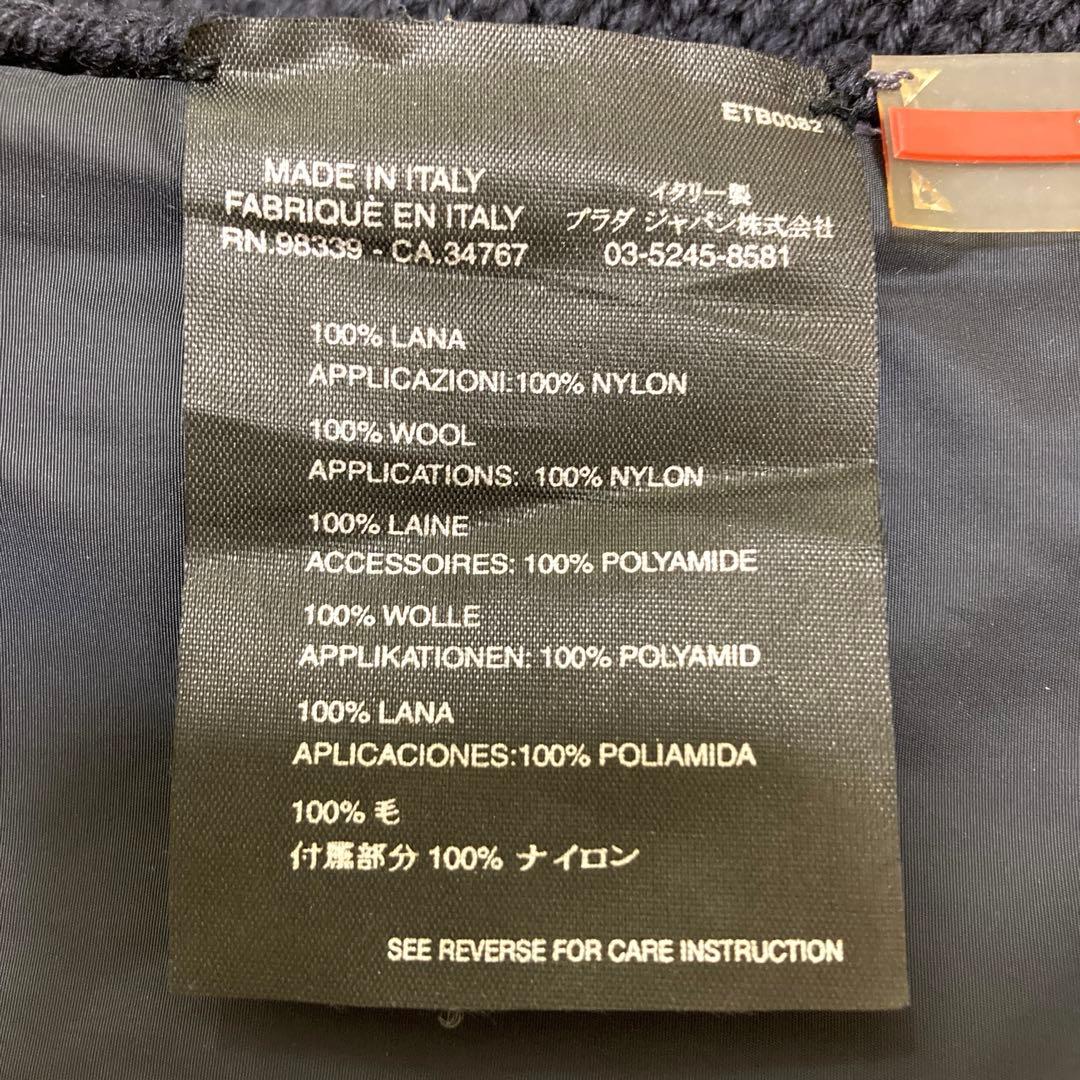 ETB0082
MADE IN ITALY
FABRIQUÈ EN ITALY
RN.98339 - CA.34767
イタリー製
プラダ ジャパン株式会社
03-5245-8581
100% LANA
APPLICAZIONI:100% NYLON
100% WOOL
APPLICATIONS: 100% NYLON
100% LAINE
ACCESSOIRES: 100% POLYAMIDE
100% WOLLE
APPLIKATIONEN: 100% POLYAMID
100% LANA
APLICACIONES:100% POLIAMIDA
100% 毛
付属部分 100% ナイロン
SEE REVERSE FOR CARE INSTRUCTION